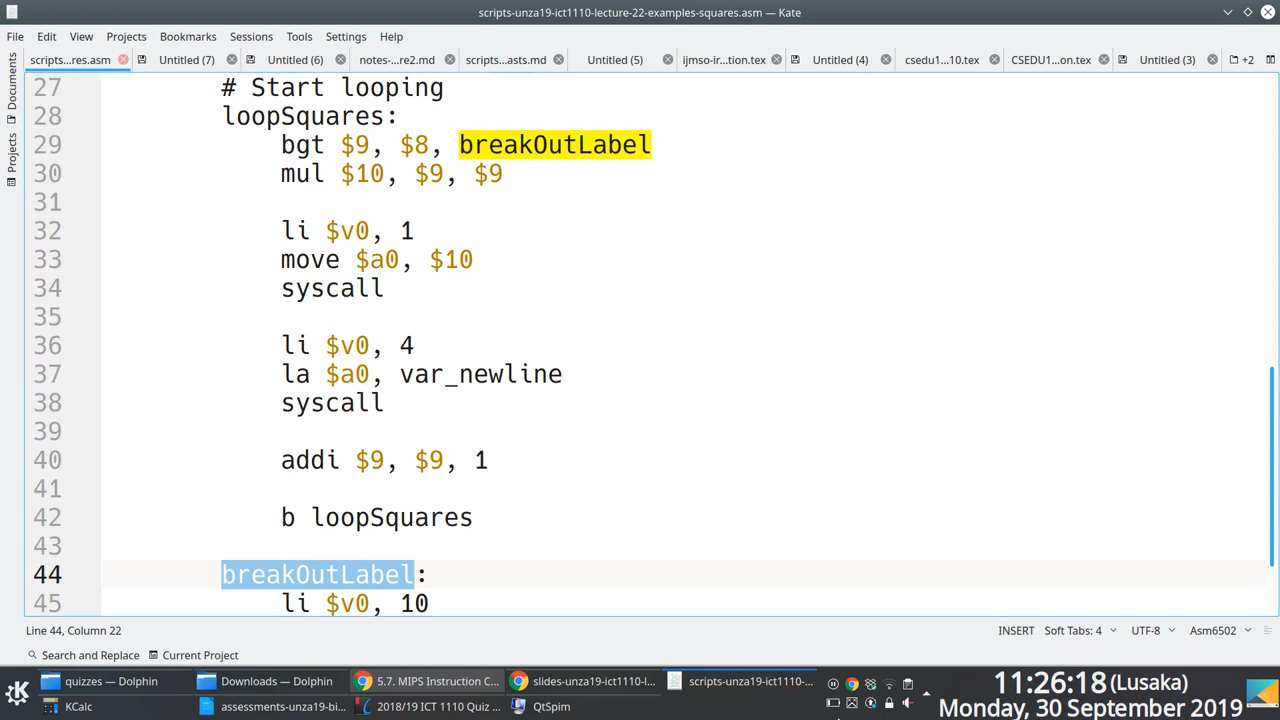 scripts-unza19-ict1110-lecture-22-examples-squares.asm — Kate
File Edit View Projects Bookmarks Sessions Tools Settings Help
scripts...res.asm Untitled (7) Untitled (6) notes-...re2.md scripts...asts.md Untitled (5) ijmso-ir...tion.tex Untitled (4) csedu1...10.tex CSEDU1...on.tex Untitled (3) +2
Documents
Projects
27 # Start looping
28 loopSquares:
29 bgt $9, $8, breakOutLabel
30 mul $10, $9, $9
31
32 li $v0, 1
33 move $a0, $10
34 syscall
35
36 li $v0, 4
37 la $a0, var_newline
38 syscall
39
40 addi $9, $9, 1
41
42 b loopSquares
43
44 breakOutLabel:
45 li $v0, 10
Line 44, Column 22 INSERT Soft Tabs: 4 UTF-8 Asm6502
Search and Replace Current Project
quizzes — Dolphin Downloads — Dolphin 5.7. MIPS Instruction C... slides-unza19-ict1110-l... scripts-unza19-ict1110-... 11:26:18 (Lusaka)
KCalc assessments-unza19-bi... 2018/19 ICT 1110 Quiz ... QtSpim Monday, 30 September 2019